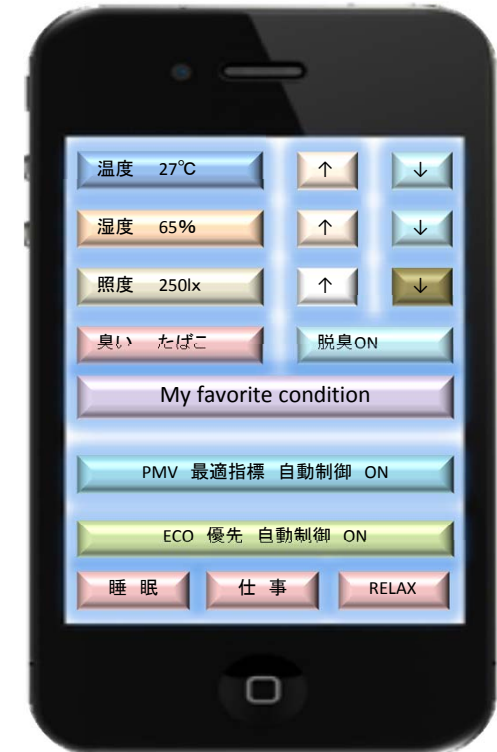 温度 27℃ ↑ ↓
湿度 65% ↑ ↓
照度 250lx ↑ ↓
臭い たばこ 脱臭ON
My favorite condition
PMV 最適指標 自動制御 ON
ECO 優先 自動制御 ON
睡 眠 仕 事 RELAX